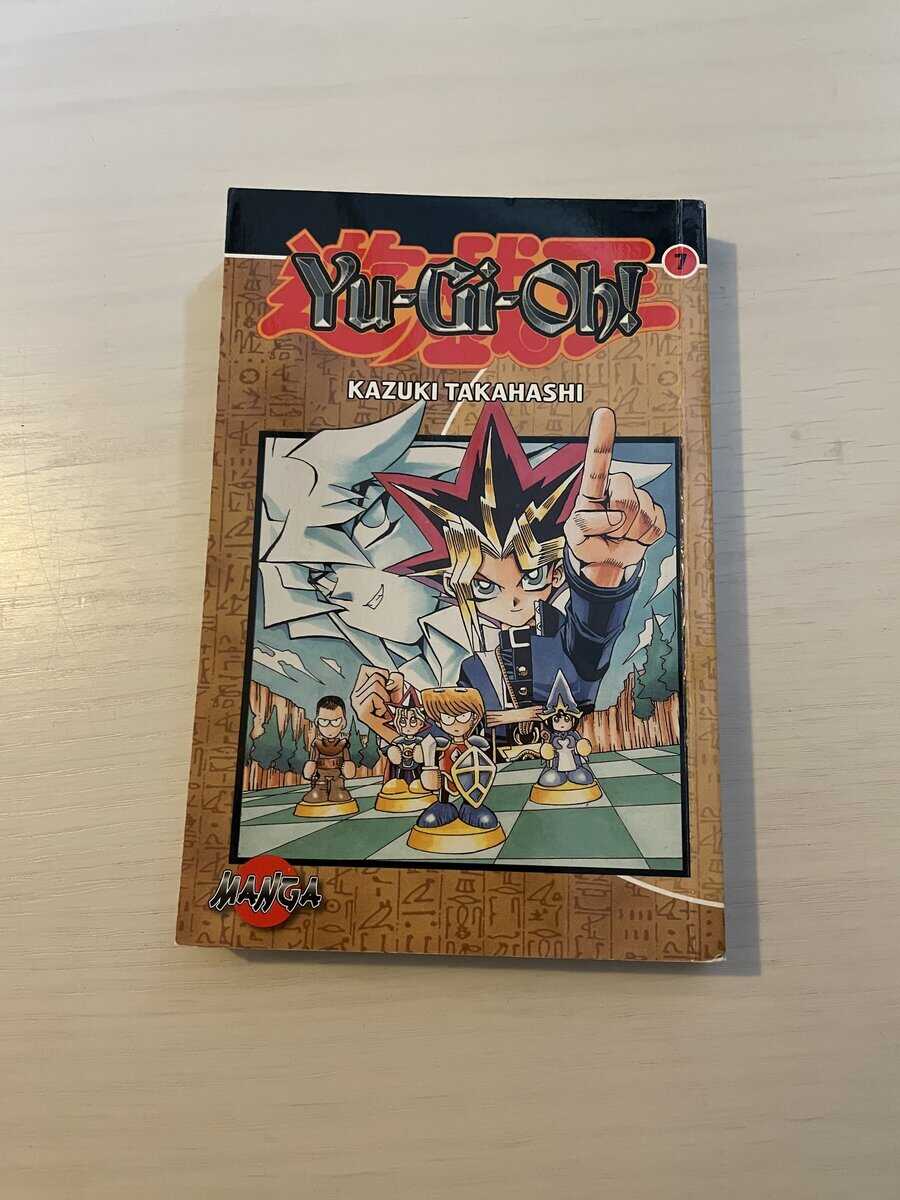 遊戯王
Yu-Gi-Oh!
7
KAZUKI TAKAHASHI
MANGA